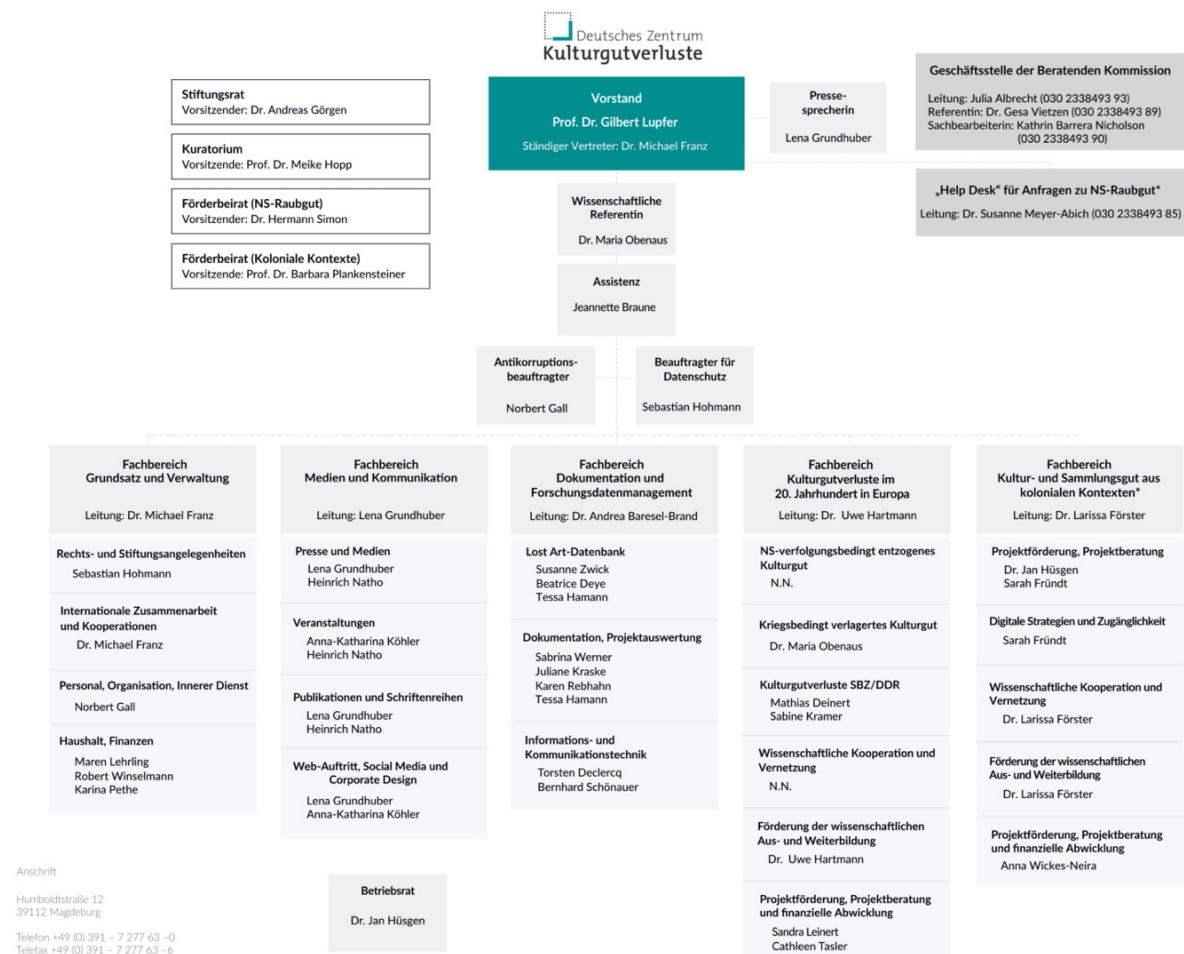 Deutsches Zentrum
Kulturgutverluste
Stiftungsrat
Vorsitzender: Dr. Andreas Görgen
Kuratorium
Vorsitzende: Prof. Dr. Meike Hopp
Förderbeirat (NS-Raubgut)
Vorsitzender: Dr. Hermann Simon
Förderbeirat (Koloniale Kontexte)
Vorsitzende: Prof. Dr. Barbara Plankensteiner
Vorstand
Prof. Dr. Gilbert Lupfer
Ständiger Vertreter: Dr. Michael Franz
Presse-
sprecherin
Lena Grundhuber
Geschäftsstelle der Beratenden Kommission
Leitung: Julia Albrecht (030 2338493 93)
Referentin: Dr. Gesa Vietzen (030 2338493 89)
Sachbearbeiterin: Kathrin Barrera Nicholson
(030 2338493 90)
„Help Desk“ für Anfragen zu NS-Raubgut*
Leitung: Dr. Susanne Meyer-Abich (030 2338493 85)
Wissenschaftliche
Referentin
Dr. Maria Obenaus
Assistenz
Jeannette Braune
Antikorruptions-
beauftragter
Norbert Gall
Beauftragter für
Datenschutz
Sebastian Hohmann
Fachbereich
Grundsatz und Verwaltung
Leitung: Dr. Michael Franz
Rechts- und Stiftungsangelegenheiten
Sebastian Hohmann
Internationale Zusammenarbeit
und Kooperationen
Dr. Michael Franz
Personal, Organisation, Innerer Dienst
Norbert Gall
Haushalt, Finanzen
Maren Lehrling
Robert Winselmann
Karina Pethe
Fachbereich
Medien und Kommunikation
Leitung: Lena Grundhuber
Presse und Medien
Lena Grundhuber
Heinrich Natho
Veranstaltungen
Anna-Katharina Köhler
Heinrich Natho
Publikationen und Schriftenreihen
Lena Grundhuber
Heinrich Natho
Web-Auftritt, Social Media und
Corporate Design
Lena Grundhuber
Anna-Katharina Köhler
Fachbereich
Dokumentation und
Forschungsdatenmanagement
Leitung: Dr. Andrea Baresel-Brand
Lost Art-Datenbank
Susanne Zwick
Beatrice Deye
Tessa Hamann
Dokumentation, Projektauswertung
Sabrina Werner
Juliane Kraske
Karen Rebhahn
Tessa Hamann
Informations- und
Kommunikationstechnik
Torsten Declercq
Bernhard Schönauer
Fachbereich
Kulturgutverluste im
20. Jahrhundert in Europa
Leitung: Dr. Uwe Hartmann
NS-verfolgungsbedingt entzogenes
Kulturgut
N.N.
Kriegsbedingt verlagertes Kulturgut
Dr. Maria Obenaus
Kulturgutverluste SBZ/DDR
Mathias Deinert
Sabine Kramer
Wissenschaftliche Kooperation und
Vernetzung
N.N.
Förderung der wissenschaftlichen
Aus- und Weiterbildung
Dr. Uwe Hartmann
Projektförderung, Projektberatung
und finanzielle Abwicklung
Sandra Leinert
Cathleen Tasler
Fachbereich
Kultur- und Sammlungsgut aus
kolonialen Kontexten*
Leitung: Dr. Larissa Förster
Projektförderung, Projektberatung
Dr. Jan Hüsgen
Sarah Fründt
Digitale Strategien und Zugänglichkeit
Sarah Fründt
Wissenschaftliche Kooperation und
Vernetzung
Dr. Larissa Förster
Förderung der wissenschaftlichen
Aus- und Weiterbildung
Dr. Larissa Förster
Projektförderung, Projektberatung
und finanzielle Abwicklung
Anna Wickes-Neira
Betriebsrat
Dr. Jan Hüsgen
Anschrift
Humboldtstraße 12
39112 Magdeburg
Telefon +49 (0) 391 – 7 277 63 –0
Telefax +49 (0) 391 – 7 277 63 –6